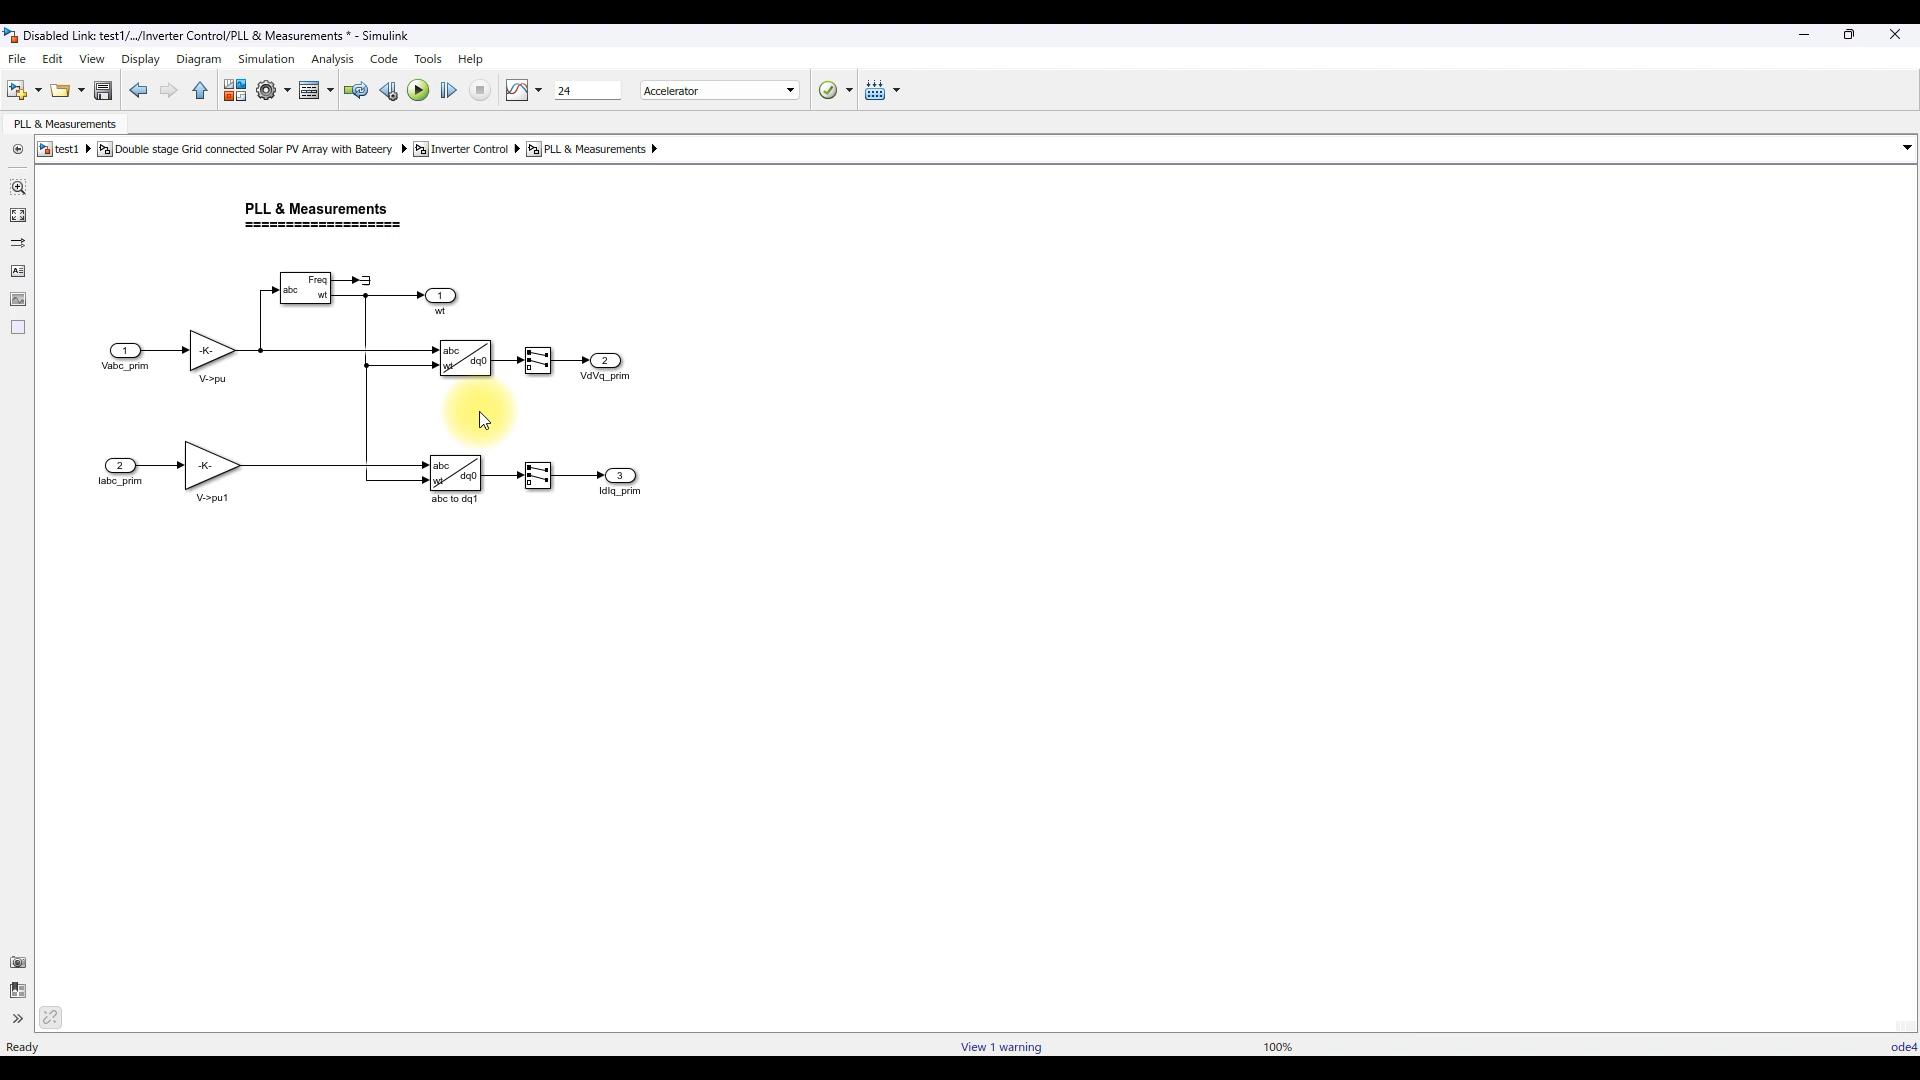 Disabled Link: test1/.../Inverter Control/PLL & Measurements * - Simulink
File Edit View Display Diagram Simulation Analysis Code Tools Help
24 Accelerator
PLL & Measurements
test1 Double stage Grid connected Solar PV Array with Bateery Inverter Control PLL & Measurements
PLL & Measurements
===================
Freq
abc
wt
1
wt
1
Vabc_prim
-K-
V->pu
abc
wt
dq0
2
VdVq_prim
2
Iabc_prim
-K-
V->pu1
abc
wt
dq0
abc to dq1
3
IdIq_prim
Ready View 1 warning 100% ode4